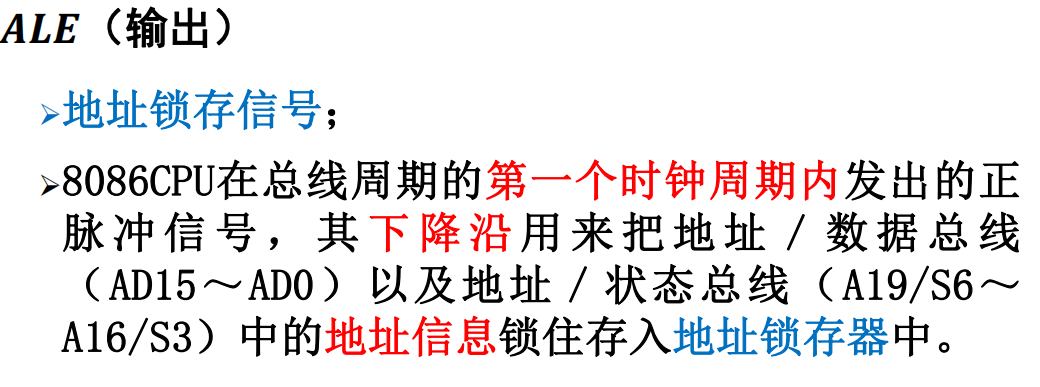 ALE（输出）
➢地址锁存信号；
➢8086CPU在总线周期的第一个时钟周期内发出的正
脉冲信号，其下降沿用来把地址／数据总线
（AD15～AD0）以及地址／状态总线（A19/S6～
A16/S3）中的地址信息锁住存入地址锁存器中。